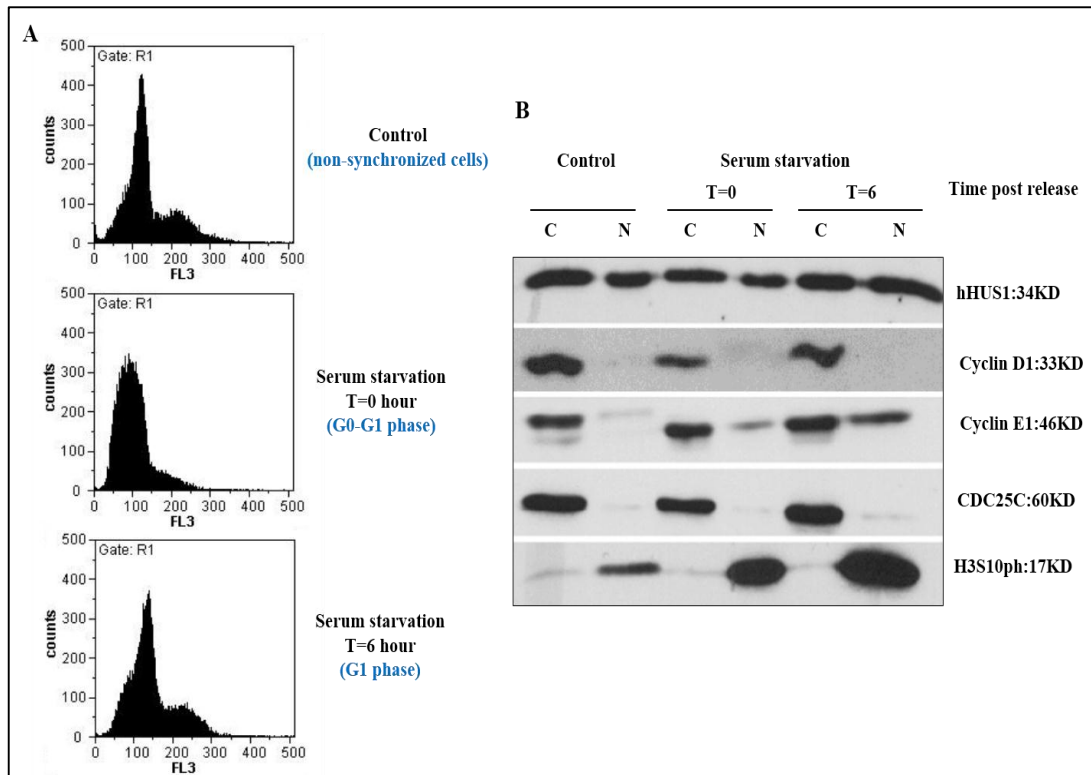 A
Gate: R1
500
400
300
200
100
0
counts
0 100 200 300 400 500
FL3
Control
(non-synchronized cells)
Gate: R1
500
400
300
200
100
0
counts
0 100 200 300 400 500
FL3
Serum starvation
T=0 hour
(G0-G1 phase)
Gate: R1
500
400
300
200
100
0
counts
0 100 200 300 400 500
FL3
Serum starvation
T=6 hour
(G1 phase)
B
Control Serum starvation
T=0 T=6 Time post release
C N C N C N
hHUS1:34KD
Cyclin D1:33KD
Cyclin E1:46KD
CDC25C:60KD
H3S10ph:17KD